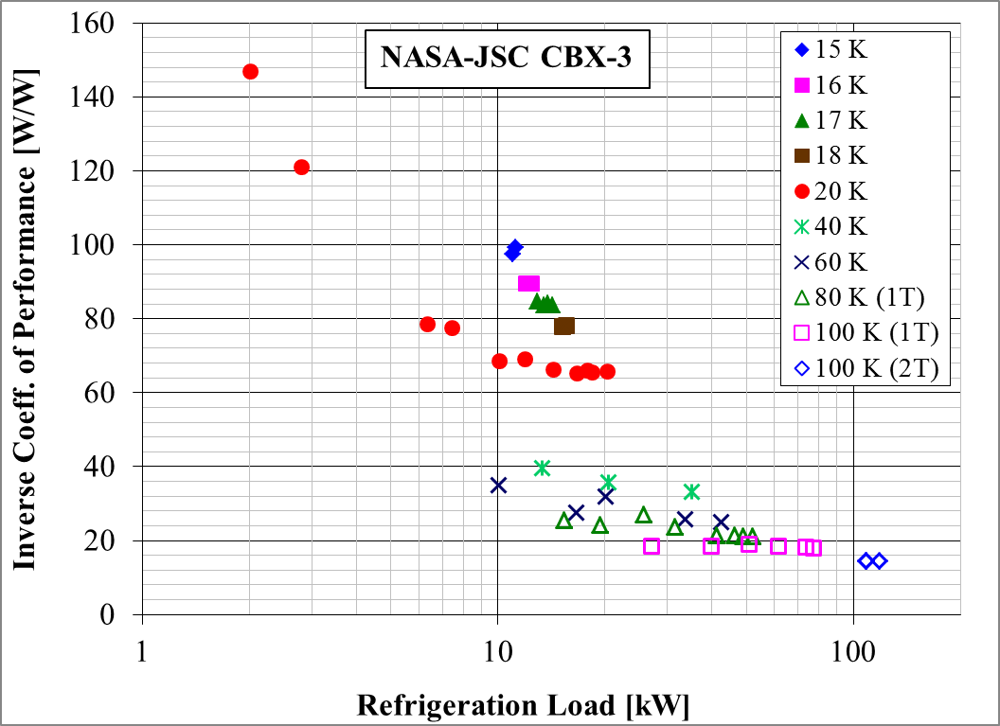 NASA-JSC CBX-3
Inverse Coeff. of Performance [W/W]
160
140
120
100
80
60
40
20
0
1
10
100
Refrigeration Load [kW]
15 K
16 K
17 K
18 K
20 K
40 K
60 K
80 K (1T)
100 K (1T)
100 K (2T)